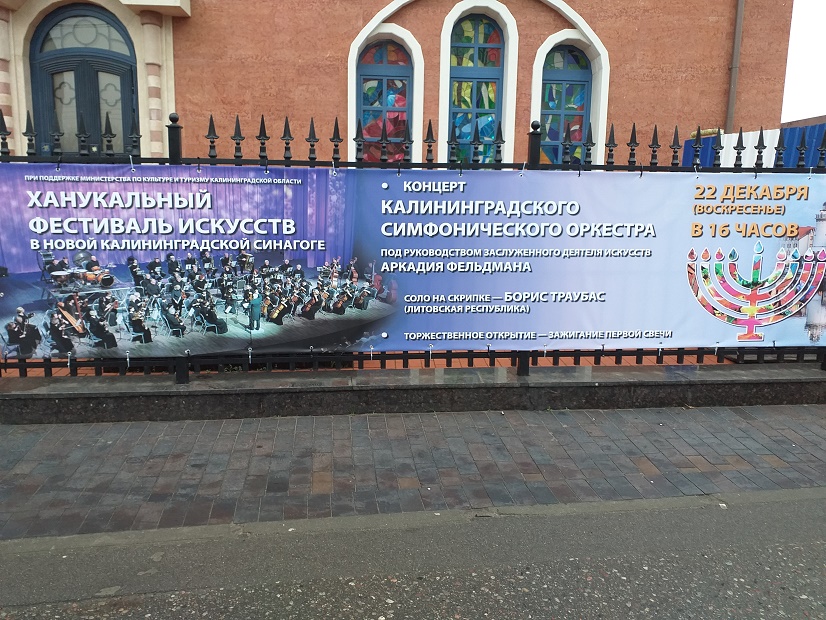 ПРИ ПОДДЕРЖКЕ МИНИСТЕРСТВА ПО КУЛЬТУРЕ И ТУРИЗМУ КАЛИНИНГРАДСКОЙ ОБЛАСТИ
ХАНУКАЛЬНЫЙ
ФЕСТИВАЛЬ ИСКУССТВ
В НОВОЙ КАЛИНИНГРАДСКОЙ СИНАГОГЕ
• КОНЦЕРТ
КАЛИНИНГРАДСКОГО
СИМФОНИЧЕСКОГО ОРКЕСТРА
ПОД РУКОВОДСТВОМ ЗАСЛУЖЕННОГО ДЕЯТЕЛЯ ИСКУССТВ
АРКАДИЯ ФЕЛЬДМАНА
СОЛО НА СКРИПКЕ — БОРИС ТРАУБАС
(ЛИТОВСКАЯ РЕСПУБЛИКА)
• ТОРЖЕСТВЕННОЕ ОТКРЫТИЕ — ЗАЖИГАНИЕ ПЕРВОЙ СВЕЧИ
22 ДЕКАБРЯ
(ВОСКРЕСЕНЬЕ)
В 16 ЧАСОВ